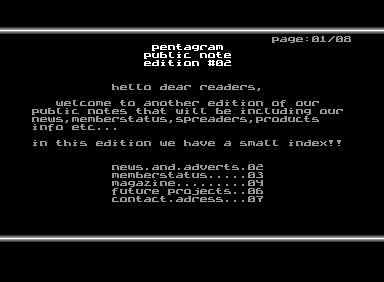 page:01/08
pentagram
public note
edition #02
hello dear readers,
welcome to another edition of our
public notes that will be including our
news,memberstatus,spreaders,products
info etc...
in this edition we have a small index!!
news.and.adverts.02
memberstatus.....03
magazine.........04
future projects..06
contact.adress...07